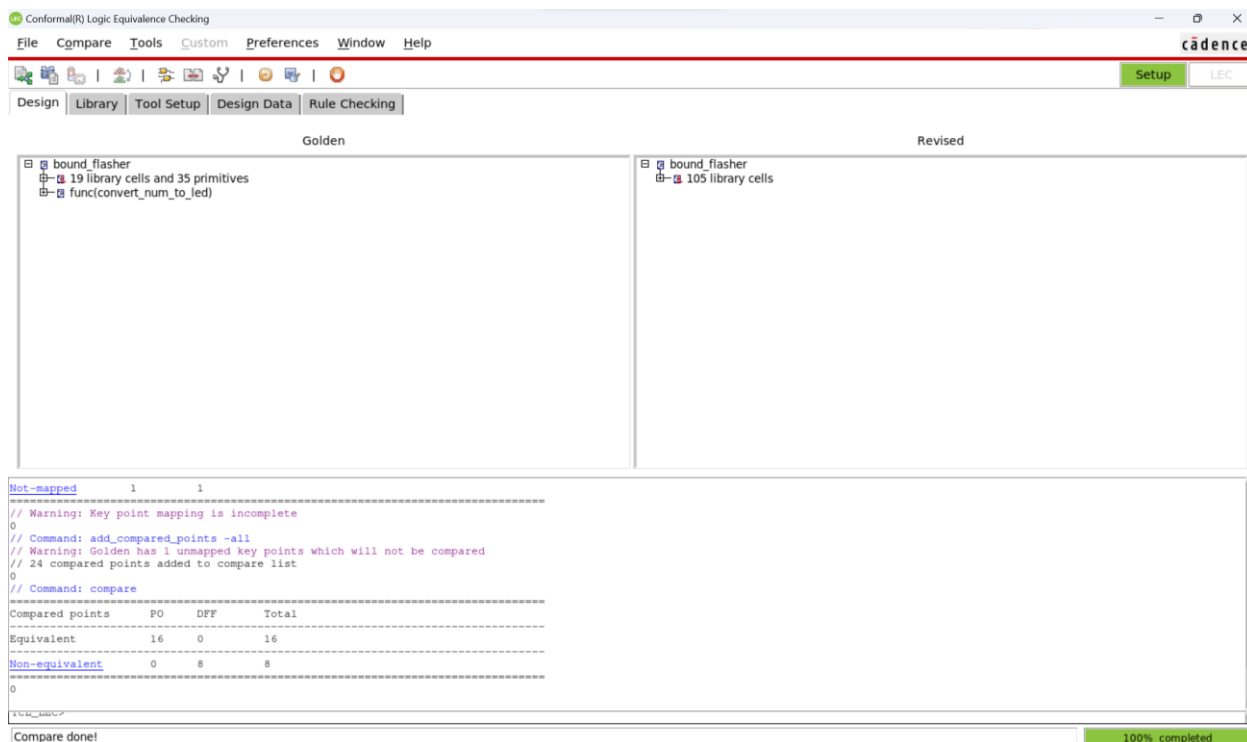 Conformal(R) Logic Equivalence Checking
File Compare Tools Custom Preferences Window Help
cādence
Setup LEC
Design Library Tool Setup Design Data Rule Checking
Golden Revised
bound_flasher
19 library cells and 35 primitives
func(convert_num_to_led)
bound_flasher
105 library cells
Not-mapped 1 1
================================================================================
// Warning: Key point mapping is incomplete
0
// Command: add_compared_points -all
// Warning: Golden has 1 unmapped key points which will not be compared
// 24 compared points added to compare list
0
// Command: compare
================================================================================
Compared points PO DFF Total
--------------------------------------------------------------------------------
Equivalent 16 0 16
--------------------------------------------------------------------------------
Non-equivalent 0 8 8
================================================================================
0
Compare done! 100% completed